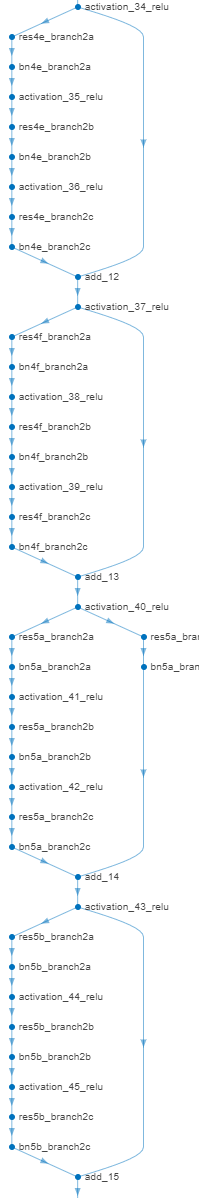 activation_34_relu
res4e_branch2a
bn4e_branch2a
activation_35_relu
res4e_branch2b
bn4e_branch2b
activation_36_relu
res4e_branch2c
bn4e_branch2c
add_12
activation_37_relu
res4f_branch2a
bn4f_branch2a
activation_38_relu
res4f_branch2b
bn4f_branch2b
activation_39_relu
res4f_branch2c
bn4f_branch2c
add_13
activation_40_relu
res5a_branch2a res5a_bra
bn5a_branch2a bn5a_bran
activation_41_relu
res5a_branch2b
bn5a_branch2b
activation_42_relu
res5a_branch2c
bn5a_branch2c
add_14
activation_43_relu
res5b_branch2a
bn5b_branch2a
activation_44_relu
res5b_branch2b
bn5b_branch2b
activation_45_relu
res5b_branch2c
bn5b_branch2c
add_15